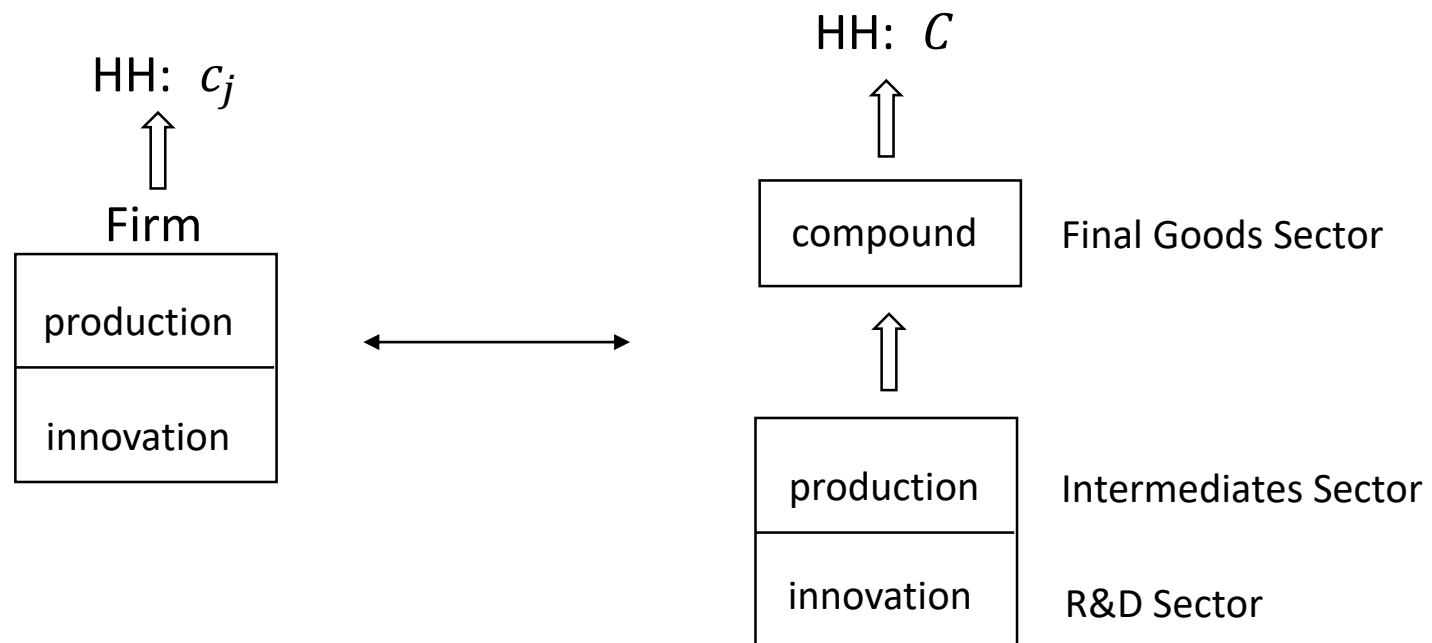 HH: c_j
Firm
production
innovation
HH: C
compound
Final Goods Sector
production
Intermediates Sector
innovation
R&D Sector